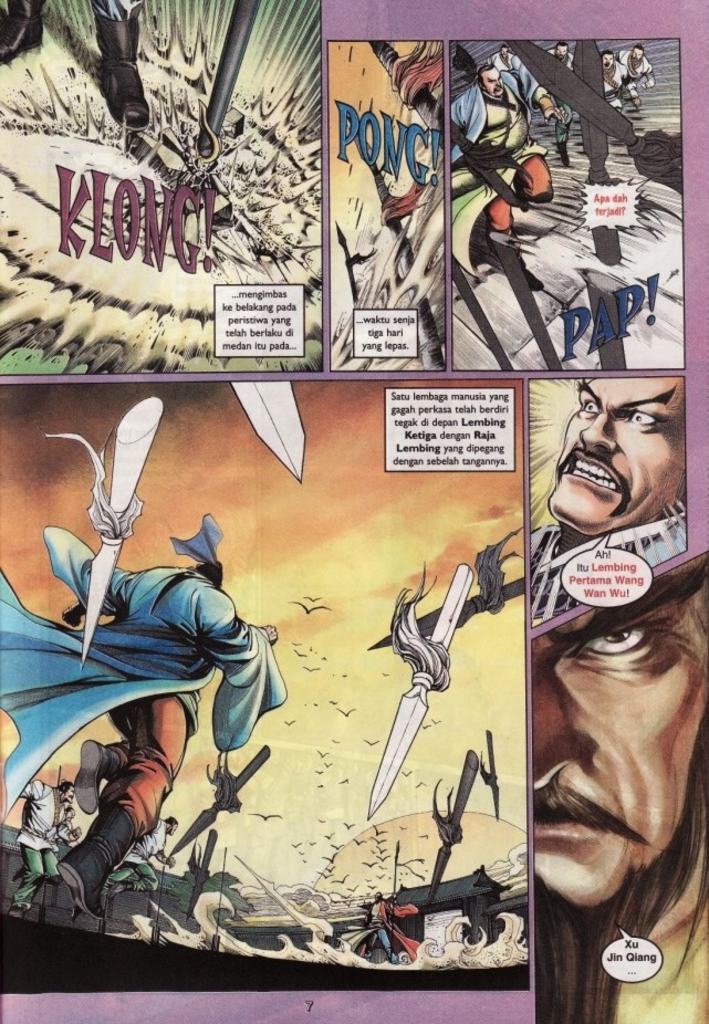 KLONG!
...mengimbas
ke belakang pada
peristiwa yang
telah berlaku di
medan itu pada...
PONG!
...waktu senja
tiga hari
yang lepas.
Apa dah
terjadi?
PAP!
Satu lembaga manusia yang
gagah perkasa telah berdiri
tegak di depan Lembing
Ketiga dengan Raja
Lembing yang dipegang
dengan sebelah tangannya.
Ah!
Itu Lembing
Pertama Wang
Wan Wu!
Xu
Jin Qiang
...
7